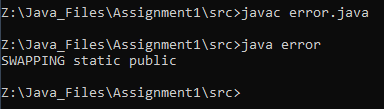 Z:\Java_Files\Assignment1\src>javac error.java
Z:\Java_Files\Assignment1\src>java error
SWAPPING static public
Z:\Java_Files\Assignment1\src>